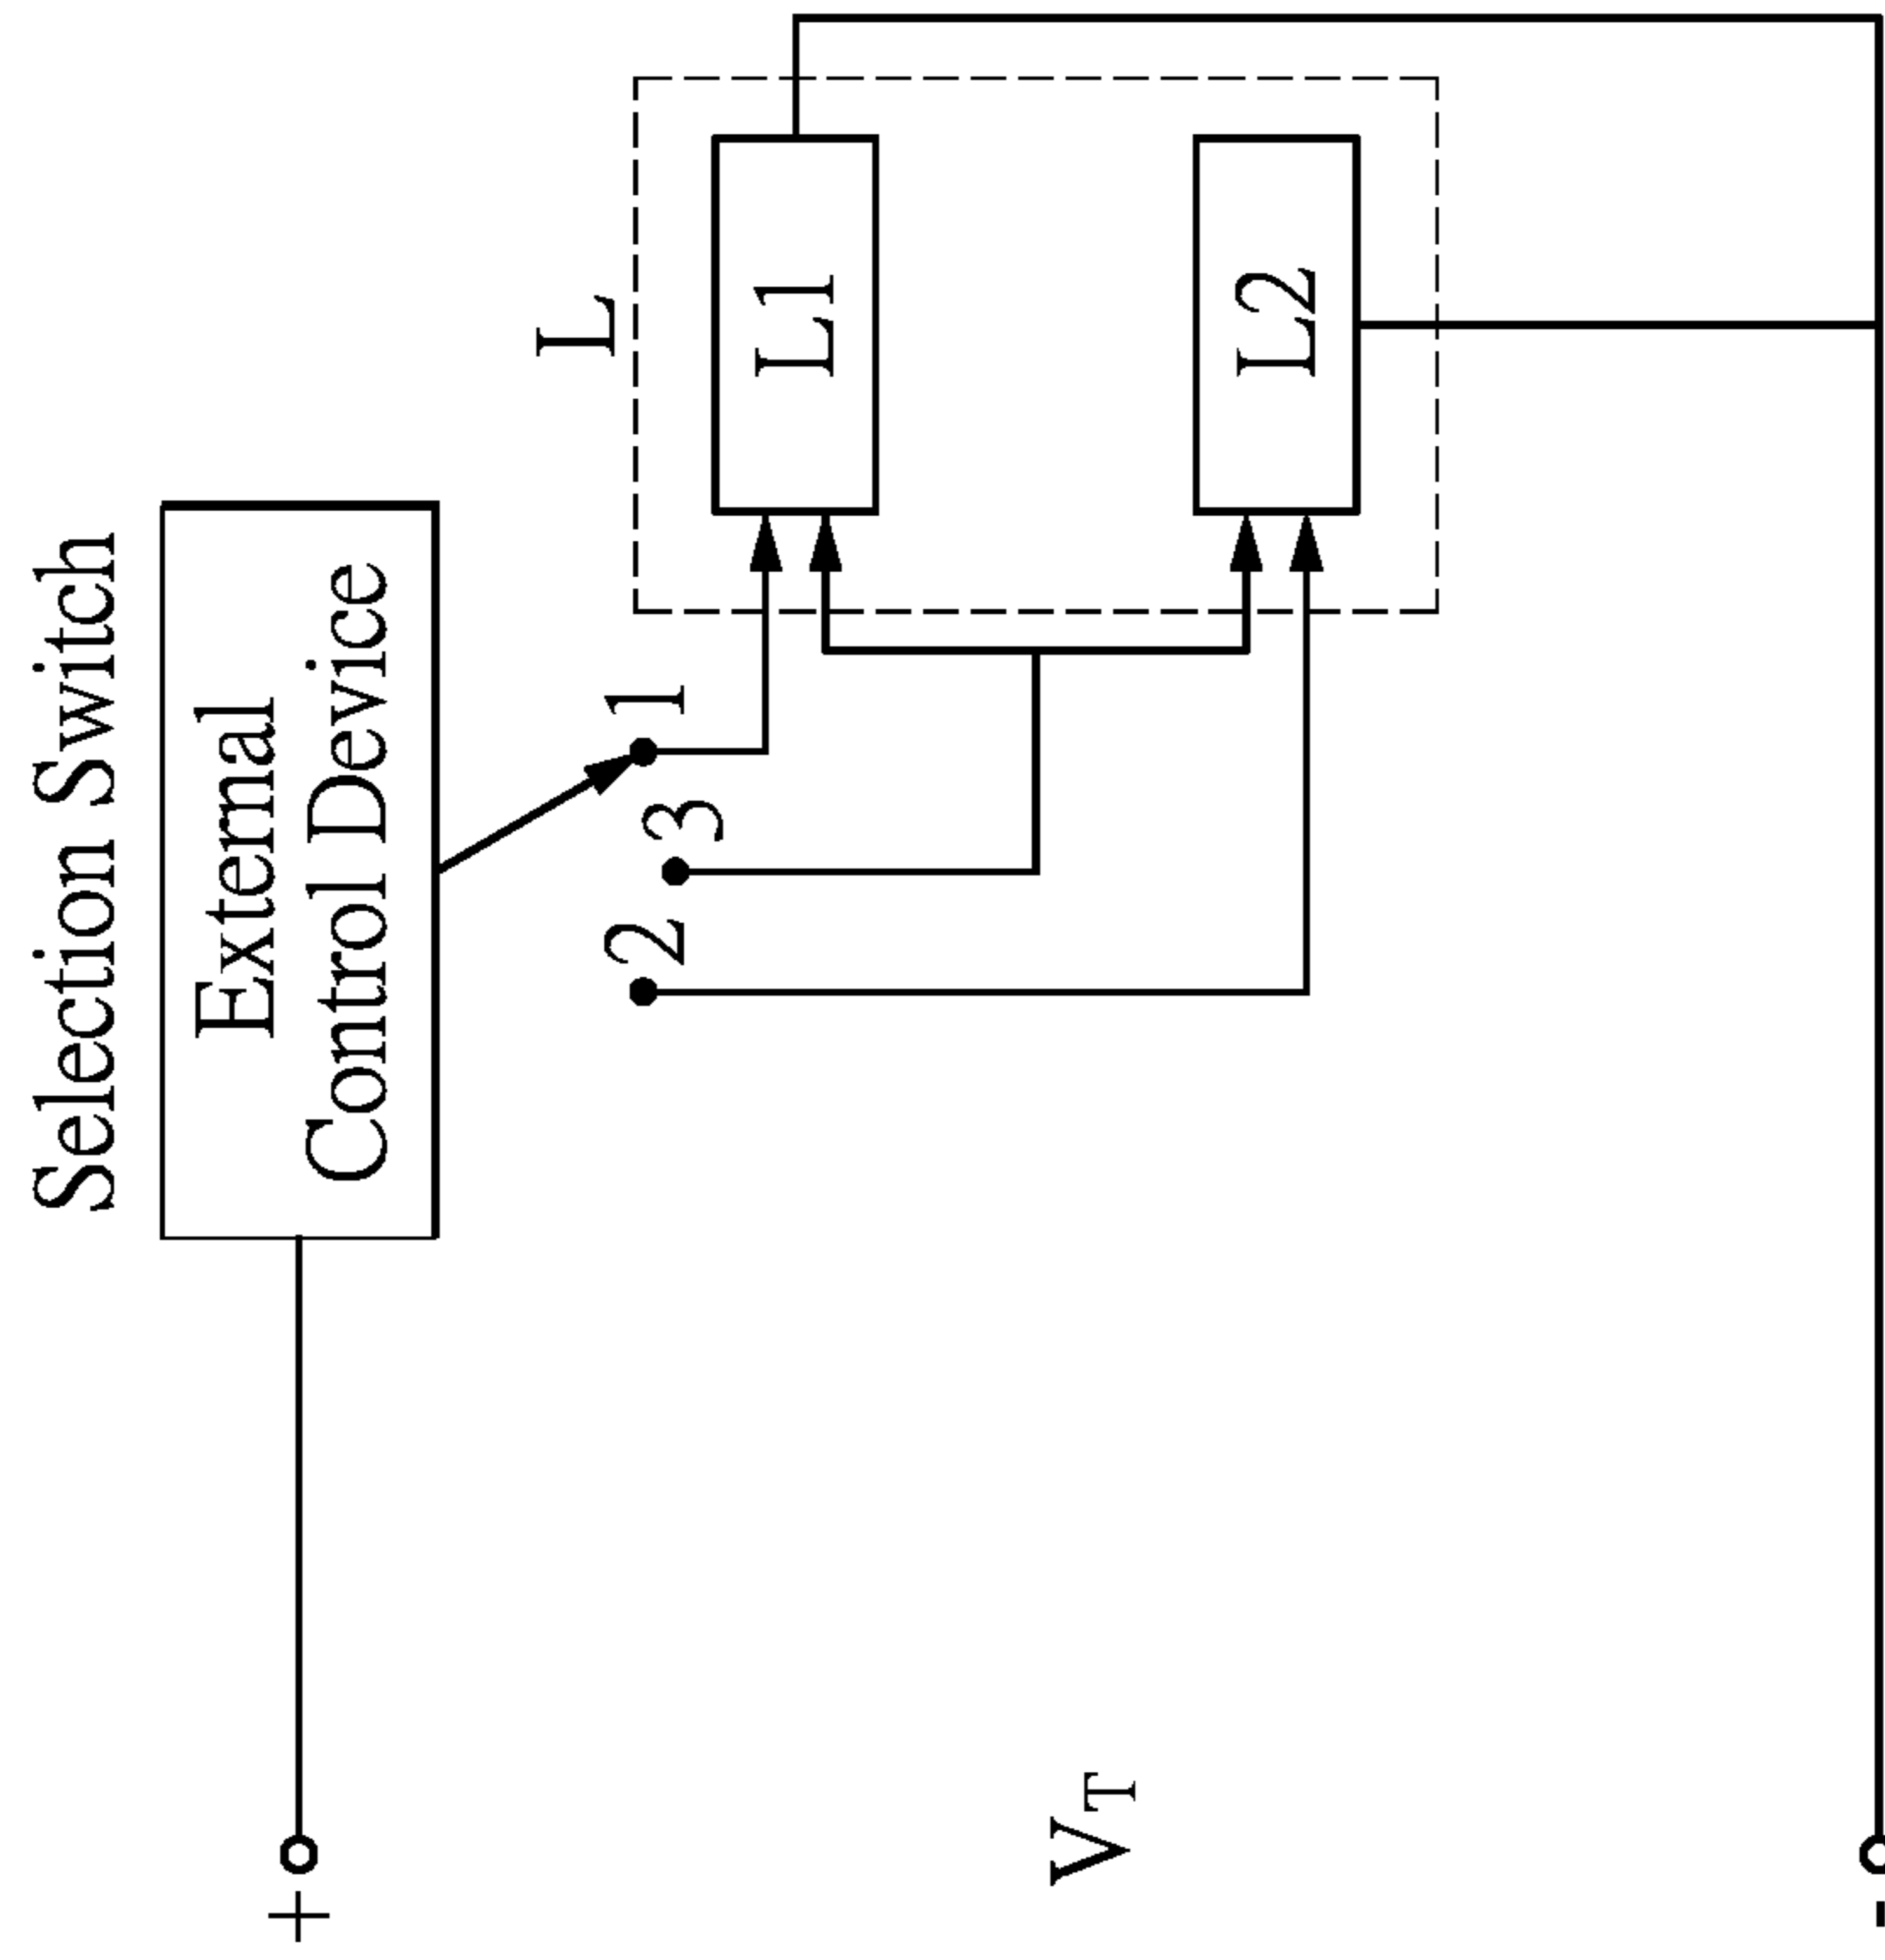 Selection Switch
External
Control Device
L
1
3
2
L1
L2
+
V_T
-